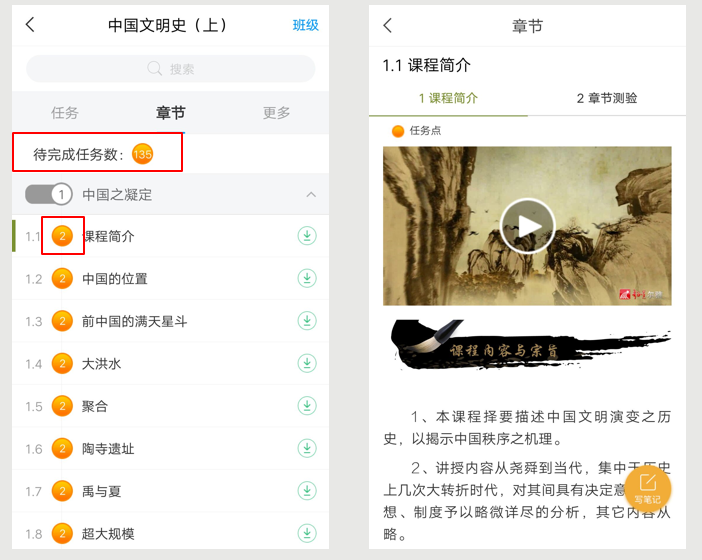 中国文明史（上）
班级
搜索
任务
章节
更多
待完成任务数：
135
1
中国之凝定
1.1
2
课程简介
1.2
2
中国的位置
1.3
2
前中国的满天星斗
1.4
2
大洪水
1.5
2
聚合
1.6
2
陶寺遗址
1.7
2
禹与夏
1.8
2
超大规模
章节
1.1 课程简介
1 课程简介
2 章节测验
任务点
课程内容与宗旨
1、本课程择要描述中国文明演变之历
史，以揭示中国秩序之机理。
2、讲授内容从尧舜到当代，集中于历史
上几次大转折时代，对其间具有决定意
想、制度予以略微详尽的分析，其它内容从
略。
写笔记